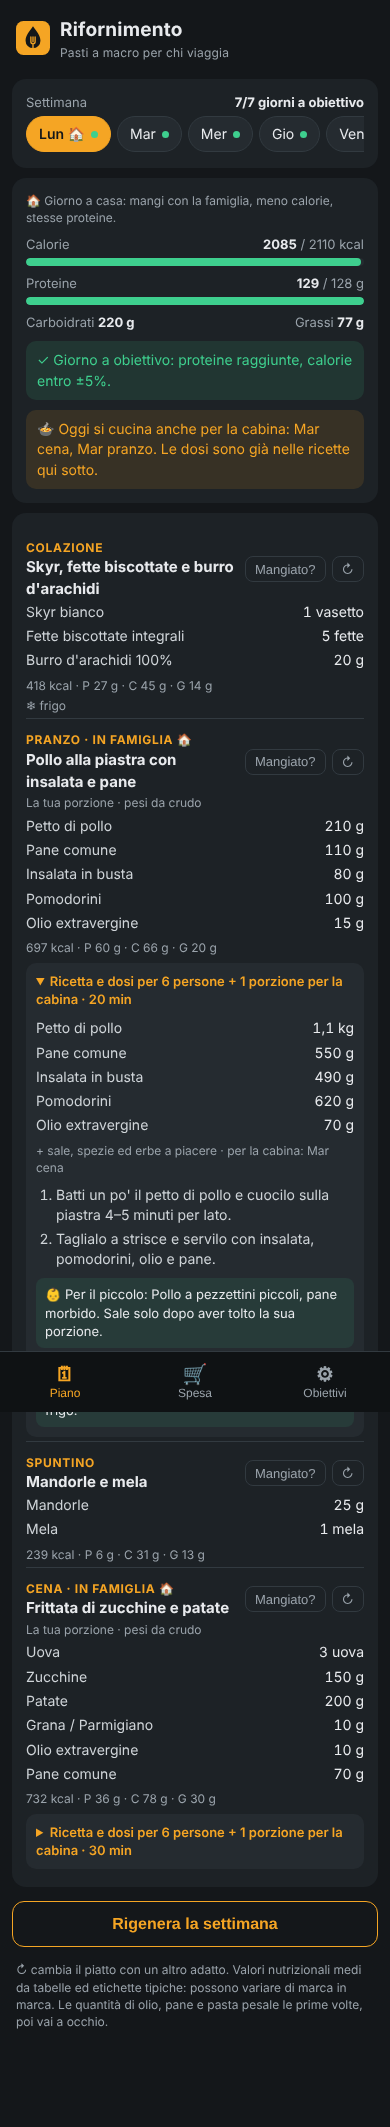 Rifornimento
Pasti a macro per chi viaggia
Settimana 7/7 giorni a obiettivo
Lun 🏠 Mar Mer Gio Ven
🏠 Giorno a casa: mangi con la famiglia, meno calorie,
stesse proteine.
Calorie 2085 / 2110 kcal
Proteine 129 / 128 g
Carboidrati 220 g Grassi 77 g
✓ Giorno a obiettivo: proteine raggiunte, calorie
entro ±5%.
🍲 Oggi si cucina anche per la cabina: Mar
cena, Mar pranzo. Le dosi sono già nelle ricette
qui sotto.
COLAZIONE
Skyr, fette biscottate e burro
d'arachidi
Mangiato? ↻
Skyr bianco 1 vasetto
Fette biscottate integrali 5 fette
Burro d'arachidi 100% 20 g
418 kcal · P 27 g · C 45 g · G 14 g
❄ frigo
PRANZO · IN FAMIGLIA 🏠
Pollo alla piastra con
insalata e pane
Mangiato? ↻
La tua porzione · pesi da crudo
Petto di pollo 210 g
Pane comune 110 g
Insalata in busta 80 g
Pomodorini 100 g
Olio extravergine 15 g
697 kcal · P 60 g · C 66 g · G 20 g
▼ Ricetta e dosi per 6 persone + 1 porzione per la
cabina · 20 min
Petto di pollo 1,1 kg
Pane comune 550 g
Insalata in busta 490 g
Pomodorini 620 g
Olio extravergine 70 g
+ sale, spezie ed erbe a piacere · per la cabina: Mar
cena
1. Batti un po' il petto di pollo e cuocilo sulla
piastra 4–5 minuti per lato.
2. Taglialo a strisce e servilo con insalata,
pomodorini, olio e pane.
👶 Per il piccolo: Pollo a pezzettini piccoli, pane
morbido. Sale solo dopo aver tolto la sua
porzione.
Piano Spesa Obiettivi
frigo.
SPUNTINO
Mandorle e mela
Mangiato? ↻
Mandorle 25 g
Mela 1 mela
239 kcal · P 6 g · C 31 g · G 13 g
CENA · IN FAMIGLIA 🏠
Frittata di zucchine e patate
Mangiato? ↻
La tua porzione · pesi da crudo
Uova 3 uova
Zucchine 150 g
Patate 200 g
Grana / Parmigiano 10 g
Olio extravergine 10 g
Pane comune 70 g
732 kcal · P 36 g · C 78 g · G 30 g
▶ Ricetta e dosi per 6 persone + 1 porzione per la
cabina · 30 min
Rigenera la settimana
↻ cambia il piatto con un altro adatto. Valori nutrizionali medi
da tabelle ed etichette tipiche: possono variare di marca in
marca. Le quantità di olio, pane e pasta pesale le prime volte,
poi vai a occhio.